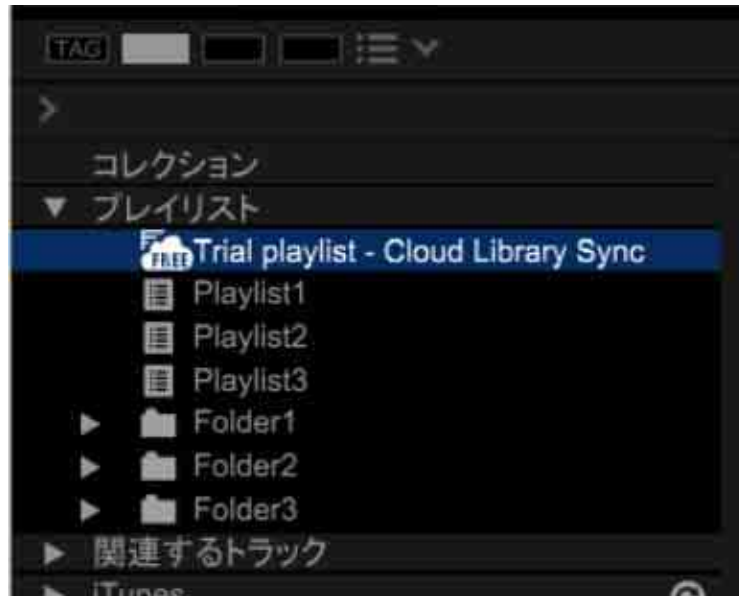 TAG
コレクション
プレイリスト
FREE Trial playlist - Cloud Library Sync
Playlist1
Playlist2
Playlist3
Folder1
Folder2
Folder3
関連するトラック
iTunes